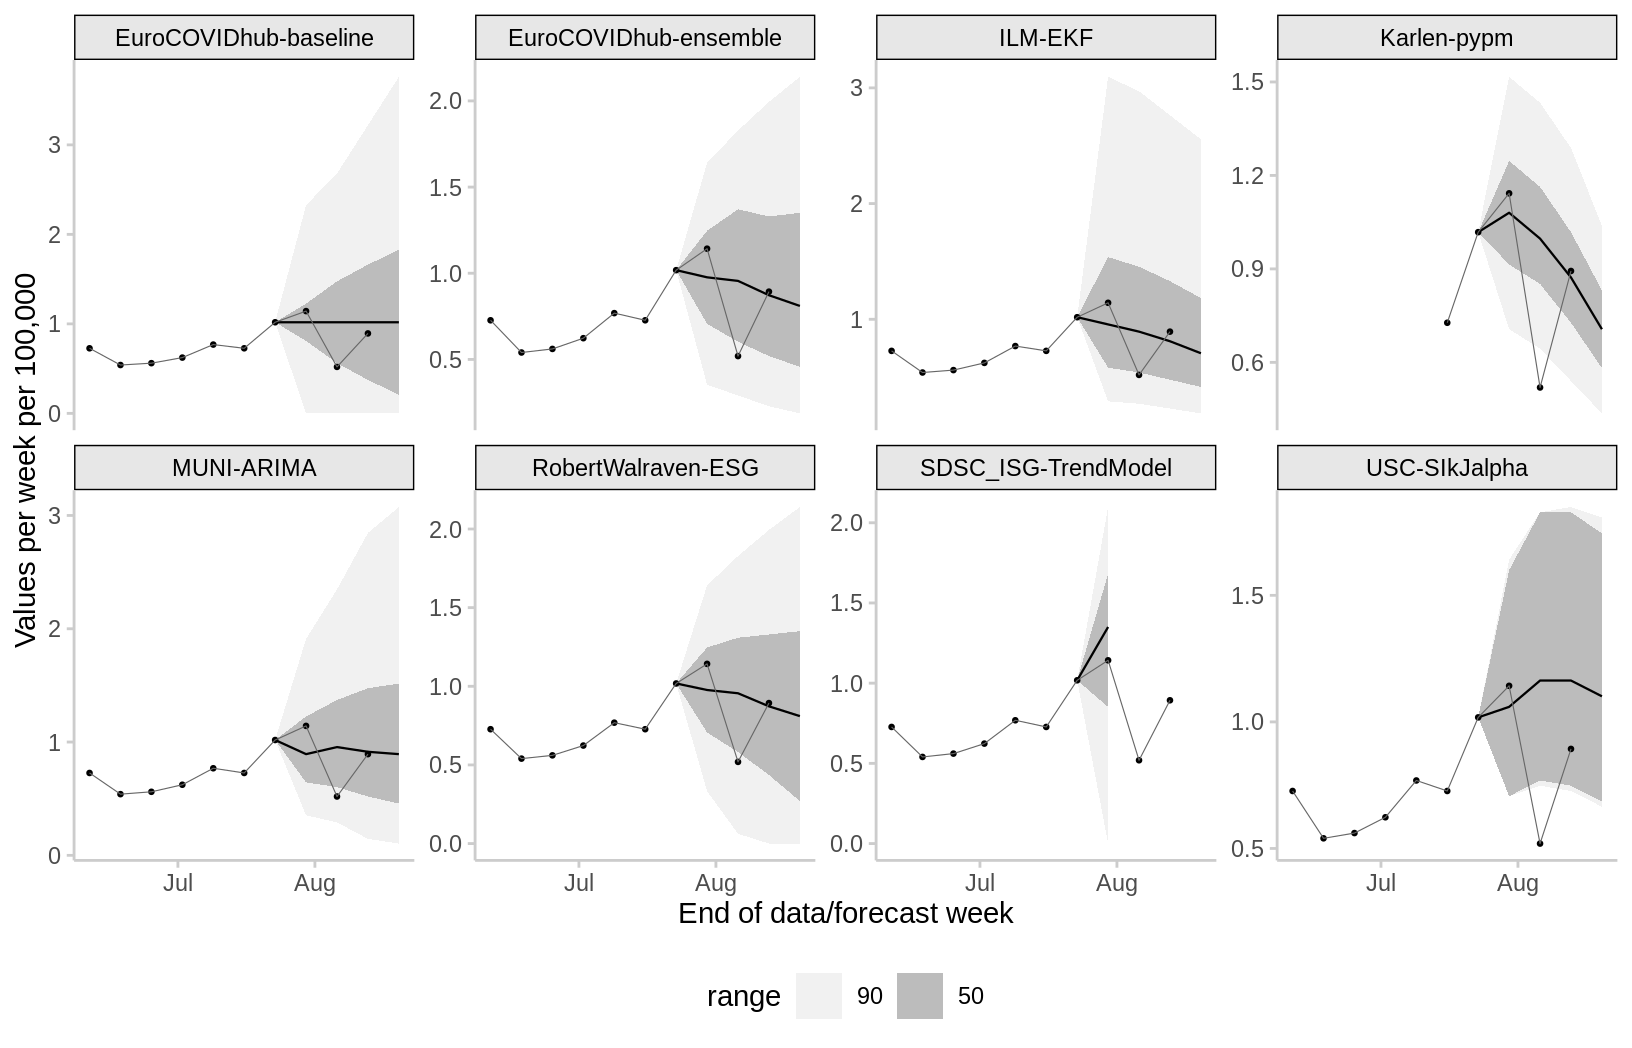 EuroCOVIDhub-baseline EuroCOVIDhub-ensemble ILM-EKF Karlen-pypm
3 2 1 0
2.0 1.5 1.0 0.5
3 2 1
1.5 1.2 0.9 0.6
Values per week per 100,000
MUNI-ARIMA RobertWalraven-ESG SDSC_ISG-TrendModel USC-SIkJalpha
3 2 1 0
2.0 1.5 1.0 0.5 0.0
2.0 1.5 1.0 0.5 0.0
1.5 1.0 0.5
Jul Aug Jul Aug Jul Aug Jul Aug
End of data/forecast week
range 90 50